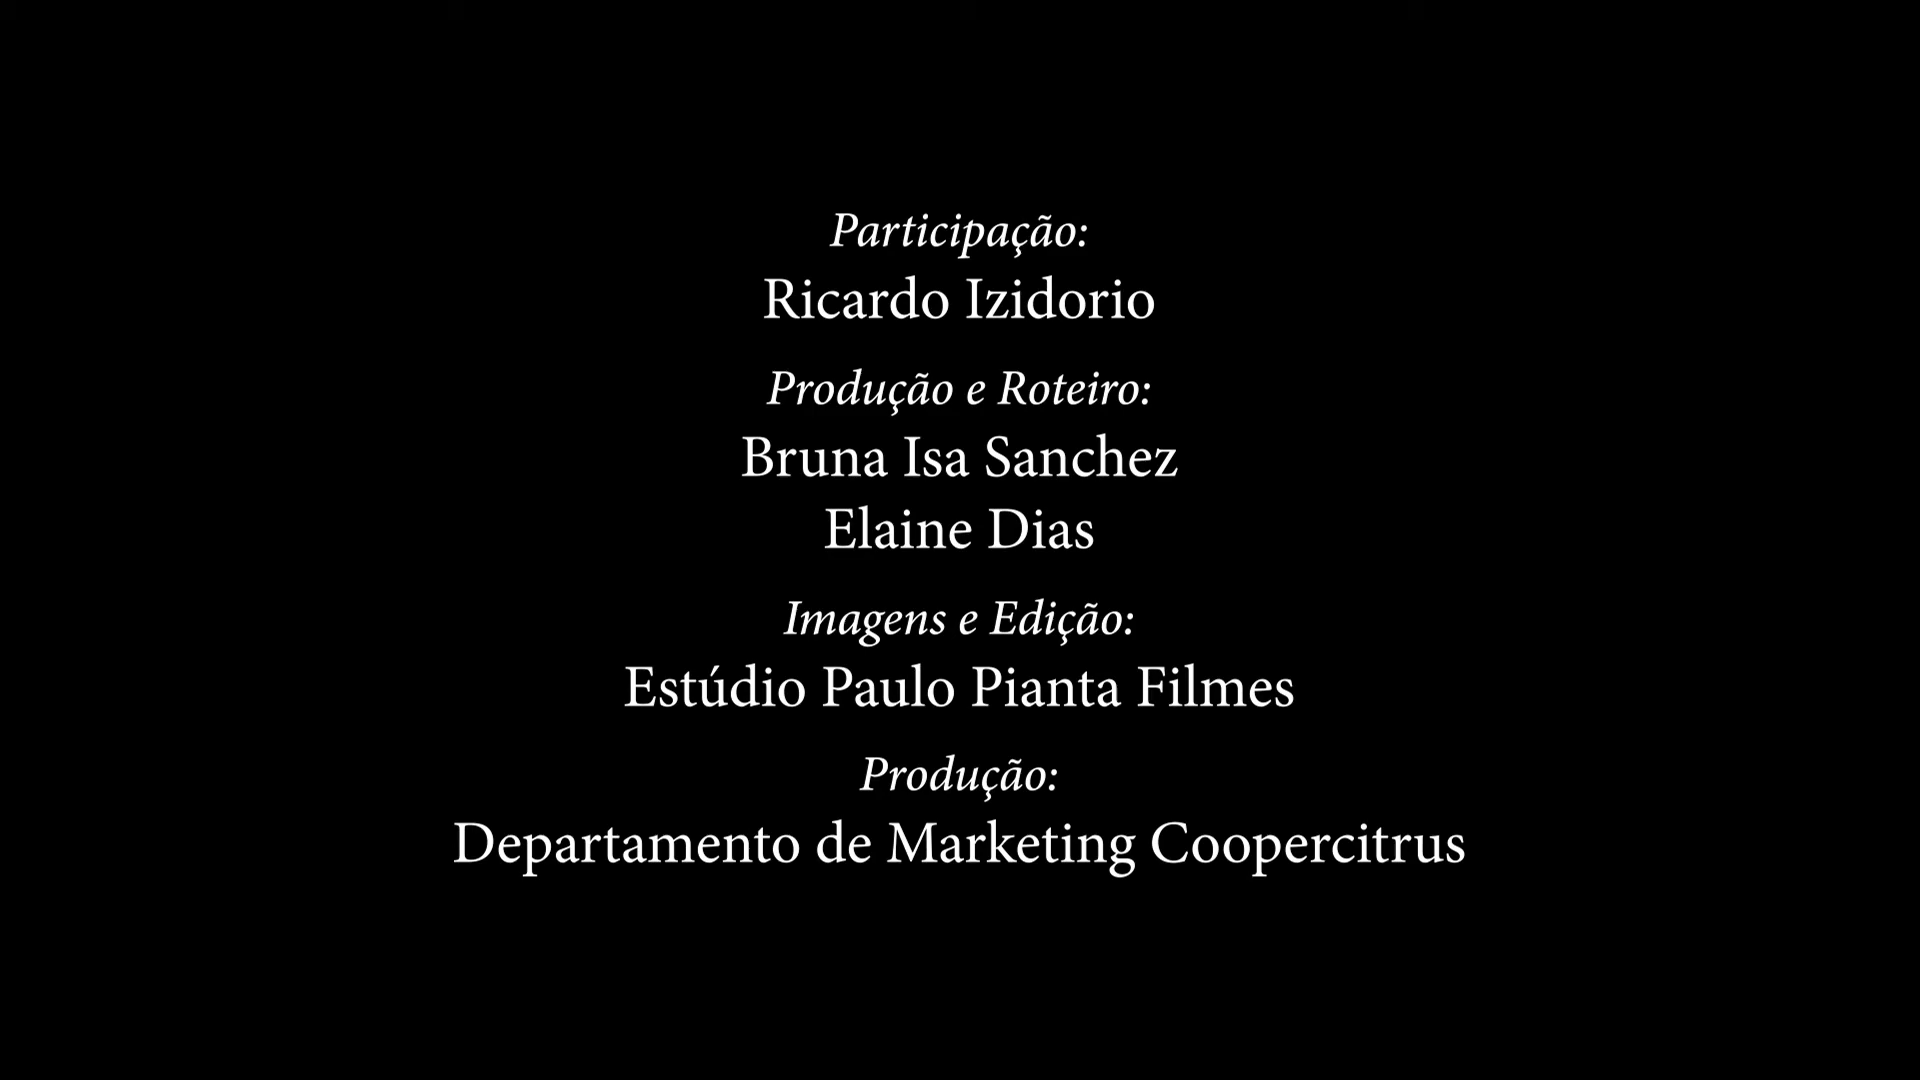 Participação:
Ricardo Izidorio
Produção e Roteiro:
Bruna Isa Sanchez
Elaine Dias
Imagens e Edição:
Estúdio Paulo Pianta Filmes
Produção:
Departamento de Marketing Coopercitrus